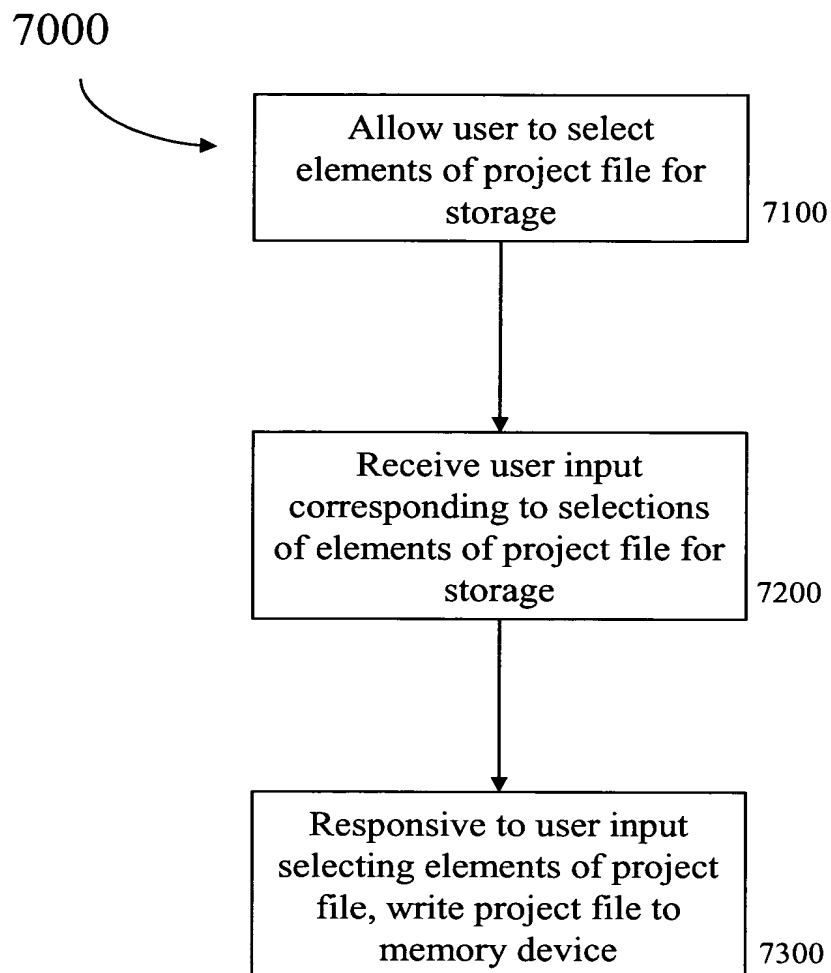 7000
Allow user to select
elements of project file for
storage
7100
Receive user input
corresponding to selections
of elements of project file for
storage
7200
Responsive to user input
selecting elements of project
file, write project file to
memory device
7300